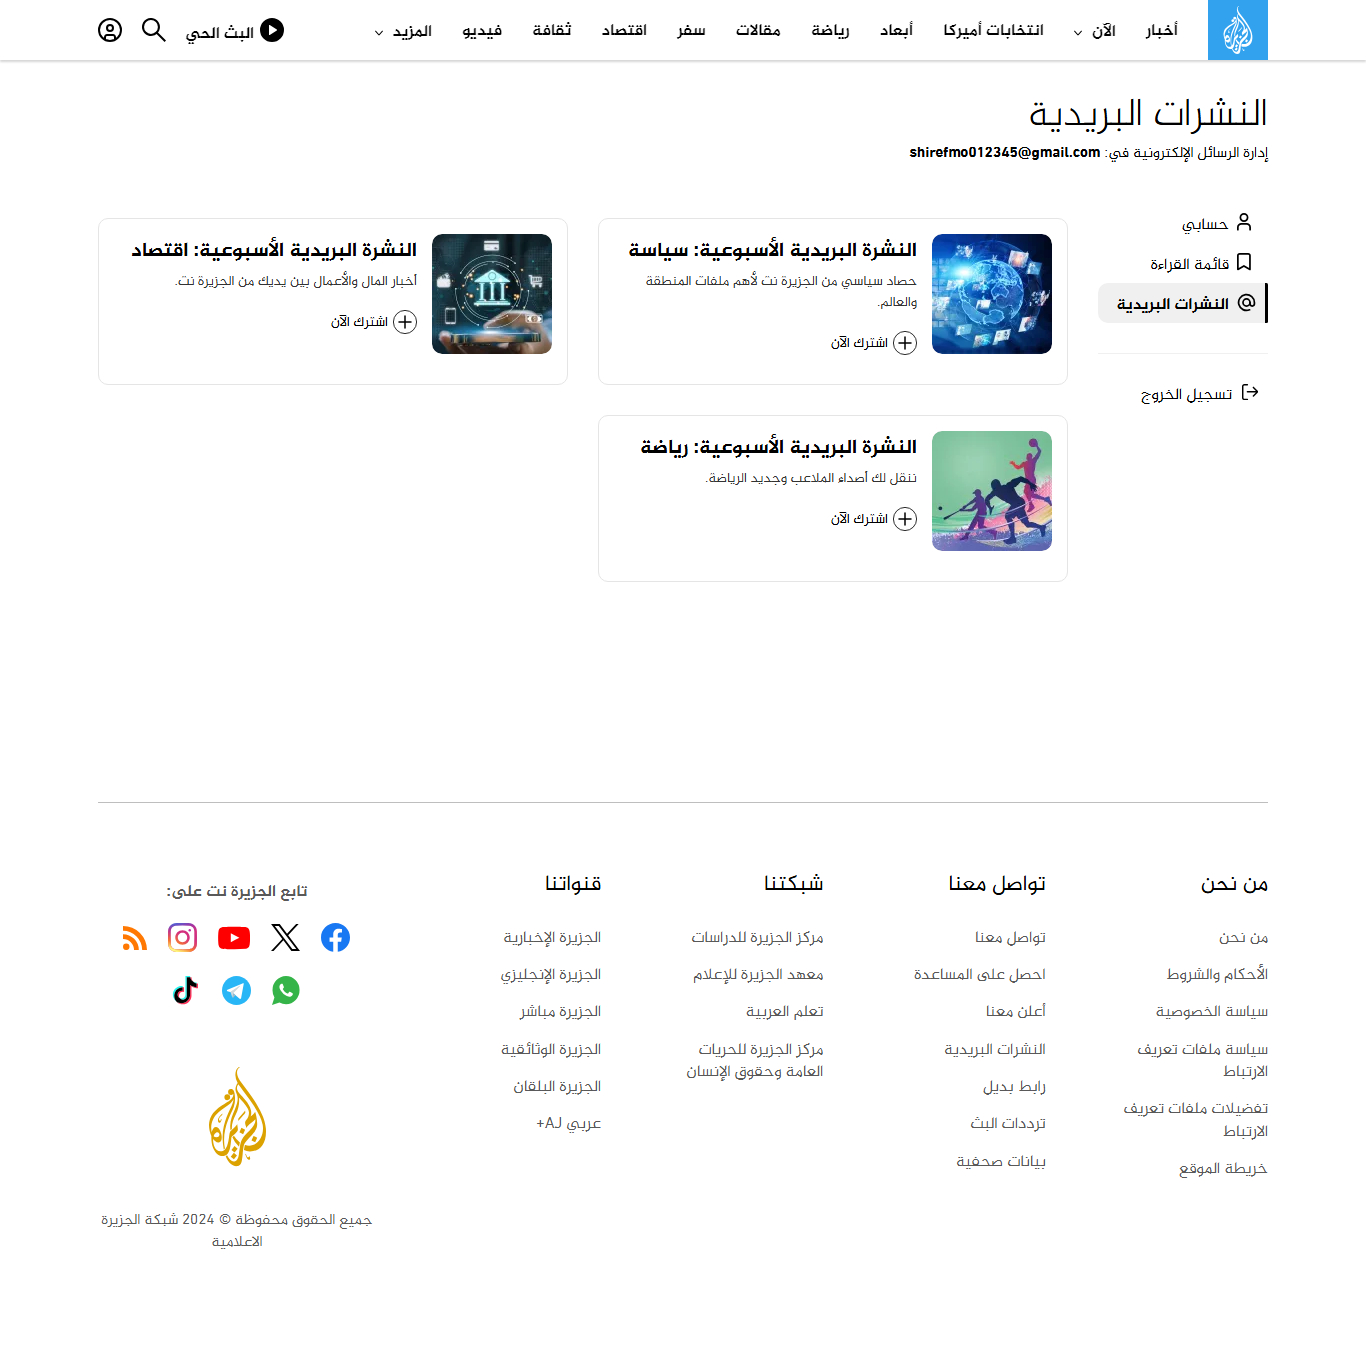 أخبار
الآن
انتخابات أميركا
أبعاد
رياضة
مقالات
سفر
اقتصاد
ثقافة
فيديو
المزيد
البث الحي
النشرات البريدية
إدارة الرسائل الإلكترونية في: shirefmo012345@gmail.com
حسابي
قائمة القراءة
النشرات البريدية
تسجيل الخروج
النشرة البريدية الأسبوعية: سياسة
حصاد سياسي من الجزيرة نت لأهم ملفات المنطقة
والعالم.
اشترك الآن
النشرة البريدية الأسبوعية: اقتصاد
أخبار المال والأعمال بين يديك من الجزيرة نت.
اشترك الآن
النشرة البريدية الأسبوعية: رياضة
ننقل لك أصداء الملاعب وجديد الرياضة.
اشترك الآن
من نحن
من نحن
الأحكام والشروط
سياسة الخصوصية
سياسة ملفات تعريف
الارتباط
تفضيلات ملفات تعريف
الارتباط
خريطة الموقع
تواصل معنا
تواصل معنا
احصل على المساعدة
أعلن معنا
النشرات البريدية
رابط بديل
ترددات البث
بيانات صحفية
شبكتنا
مركز الجزيرة للدراسات
معهد الجزيرة للإعلام
تعلم العربية
مركز الجزيرة للحريات
العامة وحقوق الإنسان
قنواتنا
الجزيرة الإخبارية
الجزيرة الإنجليزي
الجزيرة مباشر
الجزيرة الوثائقية
الجزيرة البلقان
عربي AJ+
تابع الجزيرة نت على:
الجزيرة
جميع الحقوق محفوظة © 2024 شبكة الجزيرة
الاعلامية